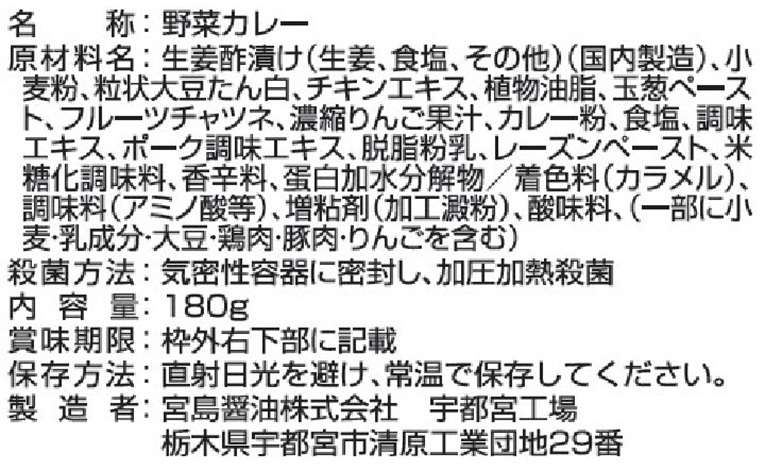 名称：野菜カレー
原材料名：生姜酢漬け（生姜、食塩、その他）（国内製造）、小
麦粉、粒状大豆たん白、チキンエキス、植物油脂、玉葱ペース
ト、フルーツチャツネ、濃縮りんご果汁、カレー粉、食塩、調味
エキス、ポーク調味エキス、脱脂粉乳、レーズンペースト、米
糖化調味料、香辛料、蛋白加水分解物／着色料（カラメル）、
調味料（アミノ酸等）、増粘剤（加工澱粉）、酸味料、（一部に小
麦・乳成分・大豆・鶏肉・豚肉・りんごを含む）
殺菌方法：気密性容器に密封し、加圧加熱殺菌
内容量：180g
賞味期限：枠外右下部に記載
保存方法：直射日光を避け、常温で保存してください。
製造者：宮島醤油株式会社　宇都宮工場
栃木県宇都宮市清原工業団地29番